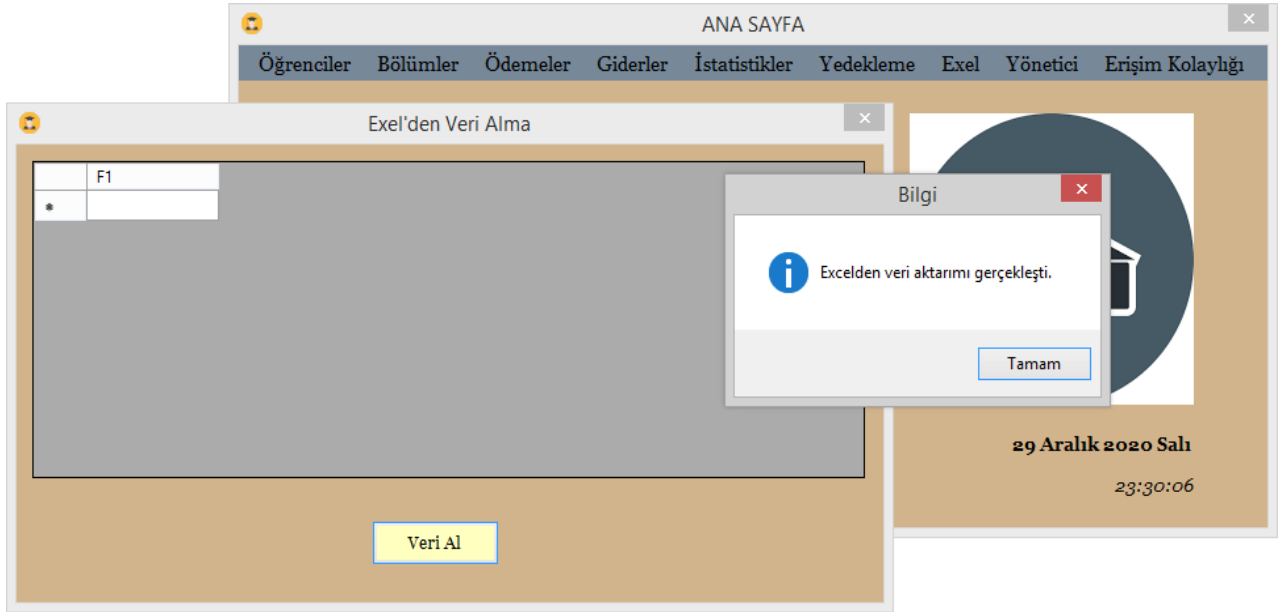 ANA SAYFA
Öğrenciler Bölümler Ödemeler Giderler İstatistikler Yedekleme Exel Yönetici Erişim Kolaylığı
Exel'den Veri Alma
F1
Bilgi
Excelden veri aktarımı gerçekleşti.
Tamam
29 Aralık 2020 Salı
23:30:06
Veri Al